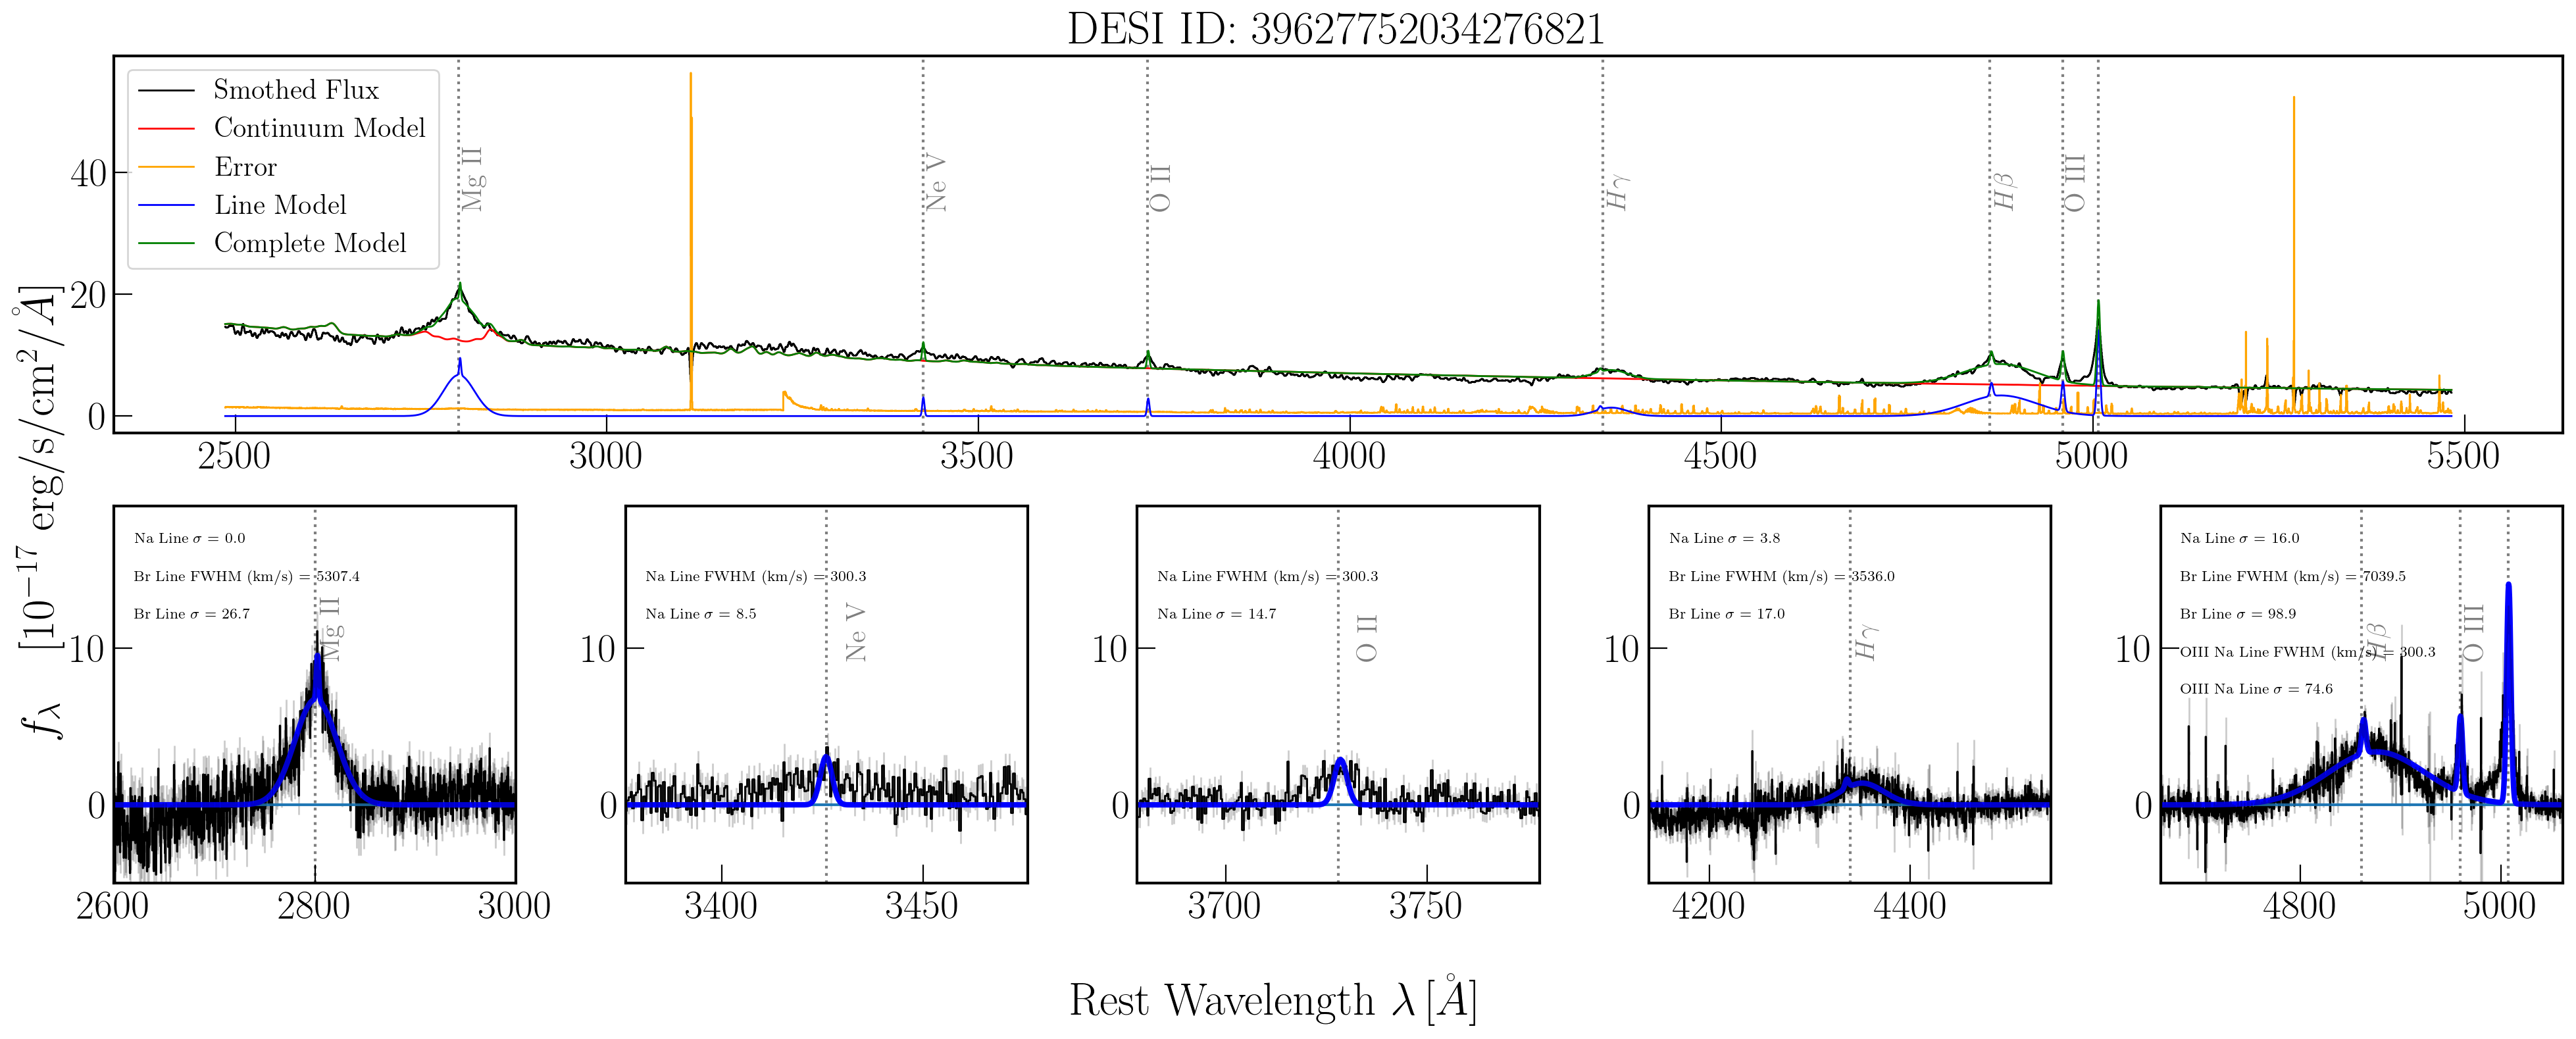 DESI ID: 39627752034276821
Smothed Flux
Continuum Model
Error
Line Model
Complete Model
Mg II
Ne V
O II
Hγ
Hβ
O III
40
20
0
2500 3000 3500 4000 4500 5000 5500
f_λ [10^{-17} erg/s/cm^2/Å]
Na Line σ = 0.0
Br Line FWHM (km/s) = 5307.4
Br Line σ = 26.7
Mg II
10
0
2600 2800 3000
Na Line FWHM (km/s) = 300.3
Na Line σ = 8.5
Ne V
10
0
3400 3450
Na Line FWHM (km/s) = 300.3
Na Line σ = 14.7
O II
10
0
3700 3750
Na Line σ = 3.8
Br Line FWHM (km/s) = 3536.0
Br Line σ = 17.0
Hγ
10
0
4200 4400
Na Line σ = 16.0
Br Line FWHM (km/s) = 7039.5
Br Line σ = 98.9
OIII Na Line FWHM (km/s) = 300.3
OIII Na Line σ = 74.6
Hβ
O III
10
0
4800 5000
Rest Wavelength λ [Å]